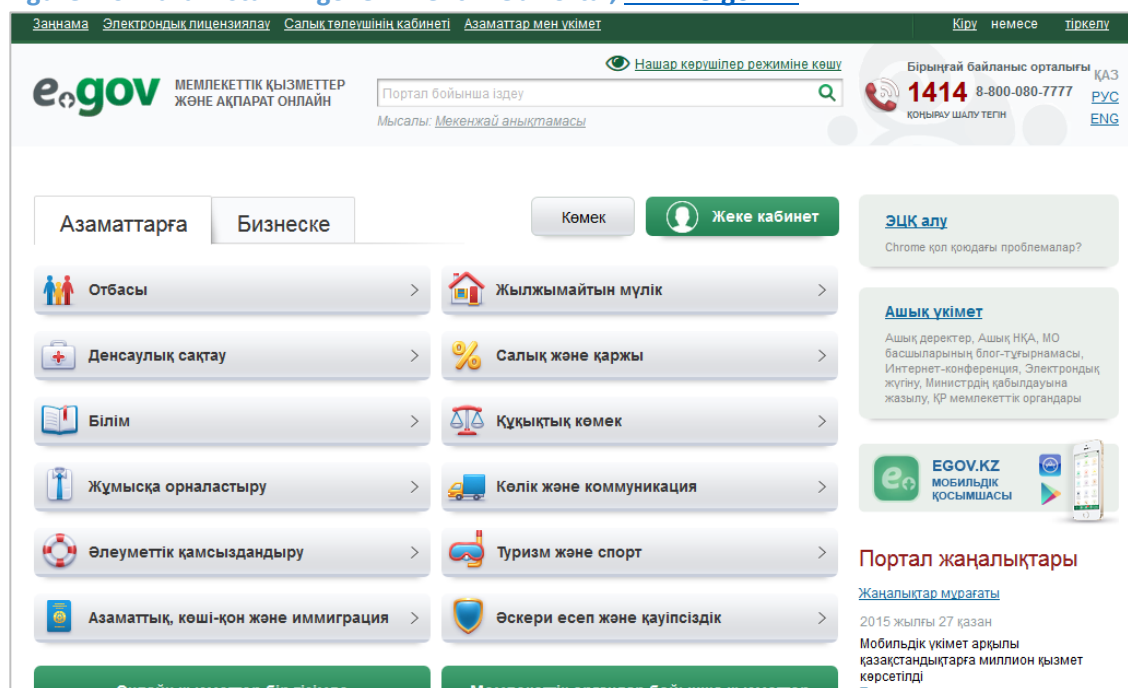 Заңнама Электрондық лицензиялау Салық төлеушінің кабинеті Азаматтар мен үкімет Кіру немесе тіркелу
Нашар көрушілер режиміне көшу
e.gov
МЕМЛЕКЕТТІК ҚЫЗМЕТТЕР
ЖӘНЕ АҚПАРАТ ОНЛАЙН
Портал бойынша іздеу
Мысалы: Мекенжай анықтамасы
Бірыңғай байланыс орталығы
1414 8-800-080-7777
ҚОҢЫРАУ ШАЛУ ТЕГІН
ҚАЗ
РУС
ENG
Азаматтарға Бизнеске Көмек Жеке кабинет
Отбасы Жылжымайтын мүлік
Денсаулық сақтау Салық және қаржы
Білім Құқықтық көмек
Жұмысқа орналастыру Көлік және коммуникация
Әлеуметтік қамсыздандыру Туризм және спорт
Азаматтық, көші-қон және иммиграция Әскери есеп және қауіпсіздік
ЭЦҚ алу
Chrome қол қоюдағы проблемалар?
Ашық үкімет
Ашық деректер, Ашық НҚА, МО
басшыларының блог-тұғырнамасы,
Интернет-конференция, Электрондық
жүгіну, Министрдің қабылдауына
жазылу, ҚР мемлекеттік органдары
EGOV.KZ
МОБИЛЬДІК
ҚОСЫМШАСЫ
Портал жаңалықтары
Жаңалықтар мұрағаты
2015 жылғы 27 қазан
Мобильдік үкімет арқылы
қазақстандықтарға миллион қызмет
көрсетілді